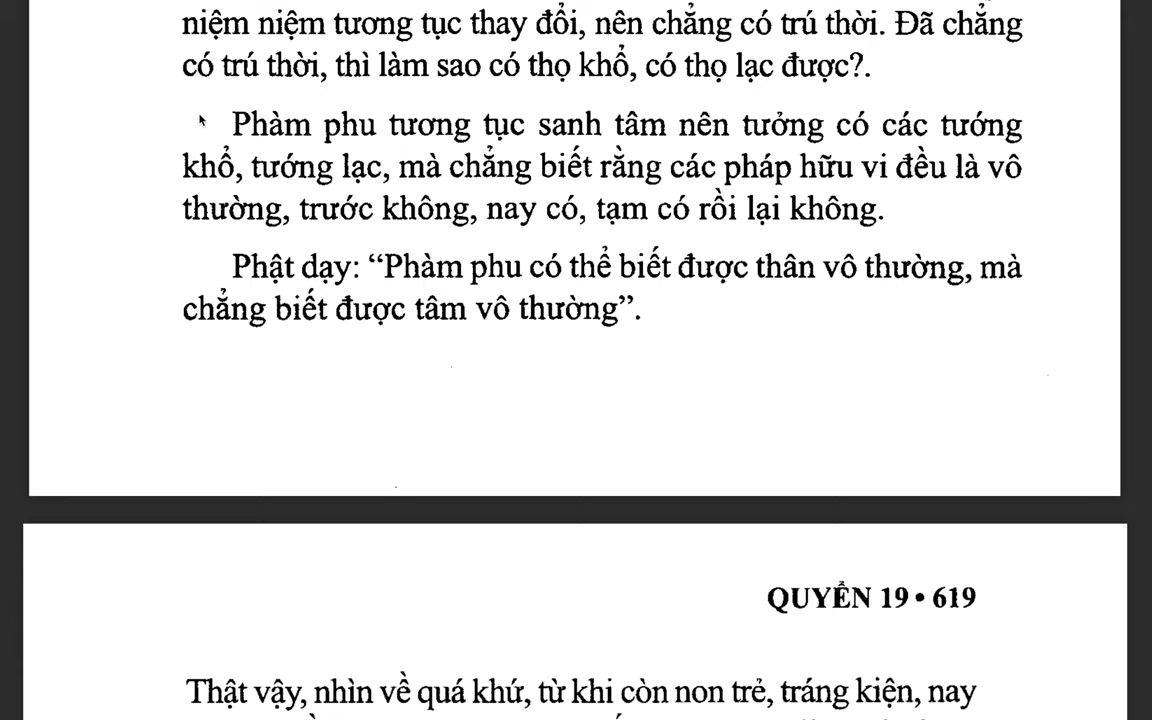 niệm niệm tương tục thay đổi, nên chẳng có trú thời. Đã chẳng
có trú thời, thì làm sao có thọ khổ, có thọ lạc được?.
Phàm phu tương tục sanh tâm nên tưởng có các tướng
khổ, tướng lạc, mà chẳng biết rằng các pháp hữu vi đều là vô
thường, trước không, nay có, tạm có rồi lại không.
Phật dạy: “Phàm phu có thể biết được thân vô thường, mà
chẳng biết được tâm vô thường”.
QUYỂN 19 • 619
Thật vậy, nhìn về quá khứ, từ khi còn non trẻ, tráng kiện, nay